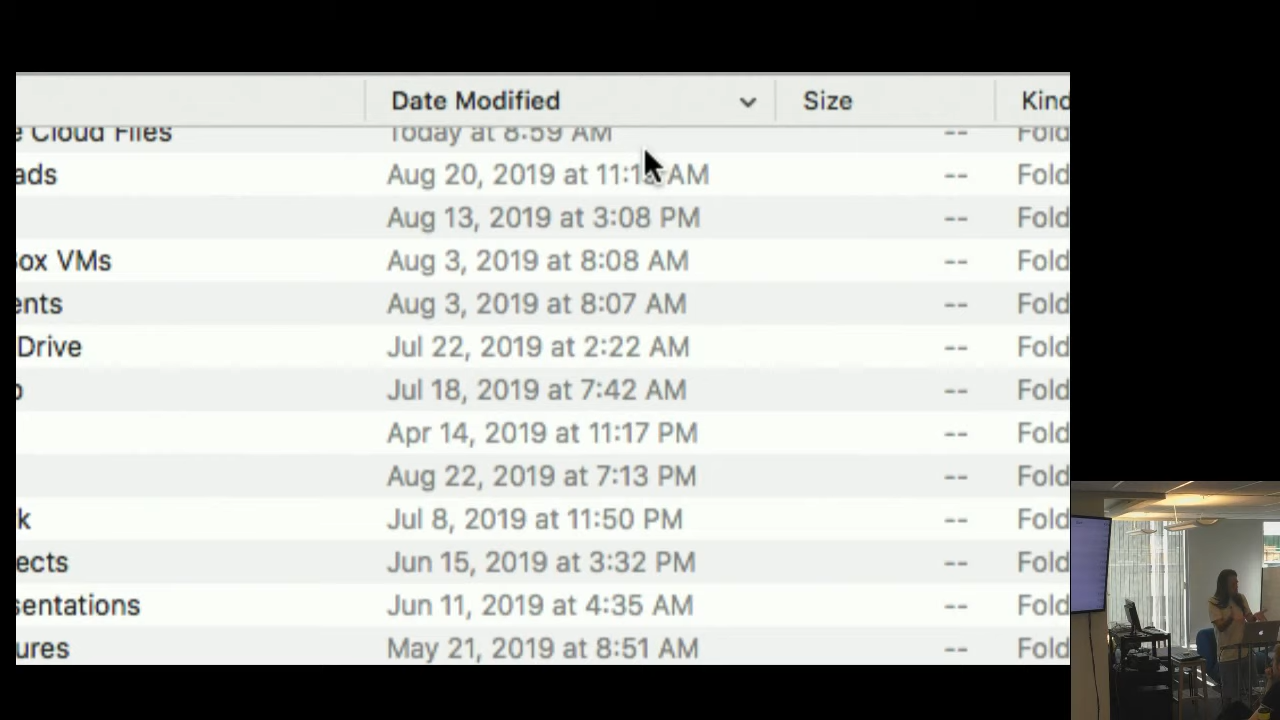 Date Modified Size Kind
e Cloud Files Today at 8:59 AM -- Fold
ads Aug 20, 2019 at 11:1 AM -- Fold
Aug 13, 2019 at 3:08 PM -- Fold
ox VMs Aug 3, 2019 at 8:08 AM -- Fold
ents Aug 3, 2019 at 8:07 AM -- Fold
Drive Jul 22, 2019 at 2:22 AM -- Fold
Jul 18, 2019 at 7:42 AM -- Fold
Apr 14, 2019 at 11:17 PM -- Fold
Aug 22, 2019 at 7:13 PM -- Fold
k Jul 8, 2019 at 11:50 PM -- Fold
ects Jun 15, 2019 at 3:32 PM -- Fold
sentations Jun 11, 2019 at 4:35 AM -- Fold
ures May 21, 2019 at 8:51 AM -- Fold